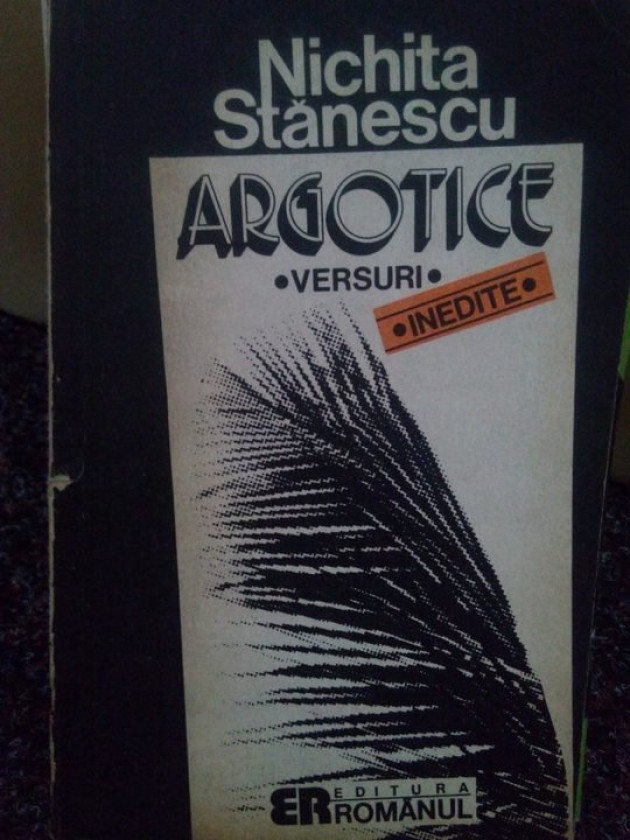 Nichita
Stănescu
ARGOTICE
•VERSURI•
•INEDITE•
ER EDITURA
ROMÂNUL